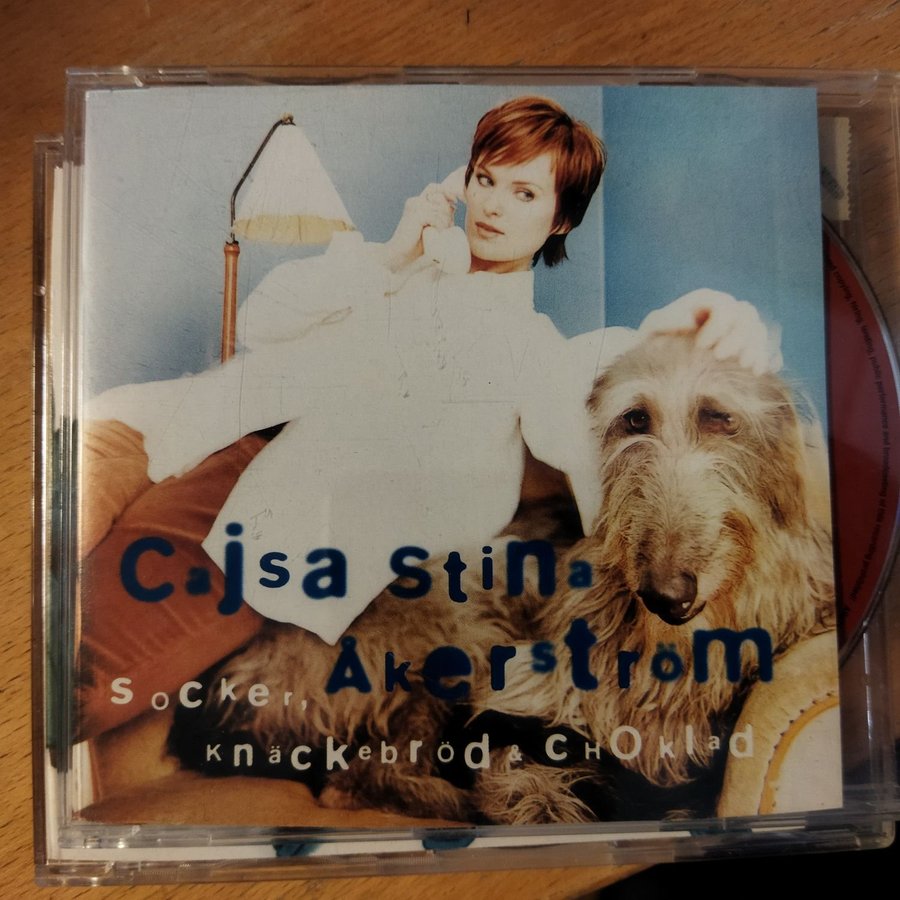 Cajsa Stina
Åkerström
Socker,
Knäckebröd & CHOklad